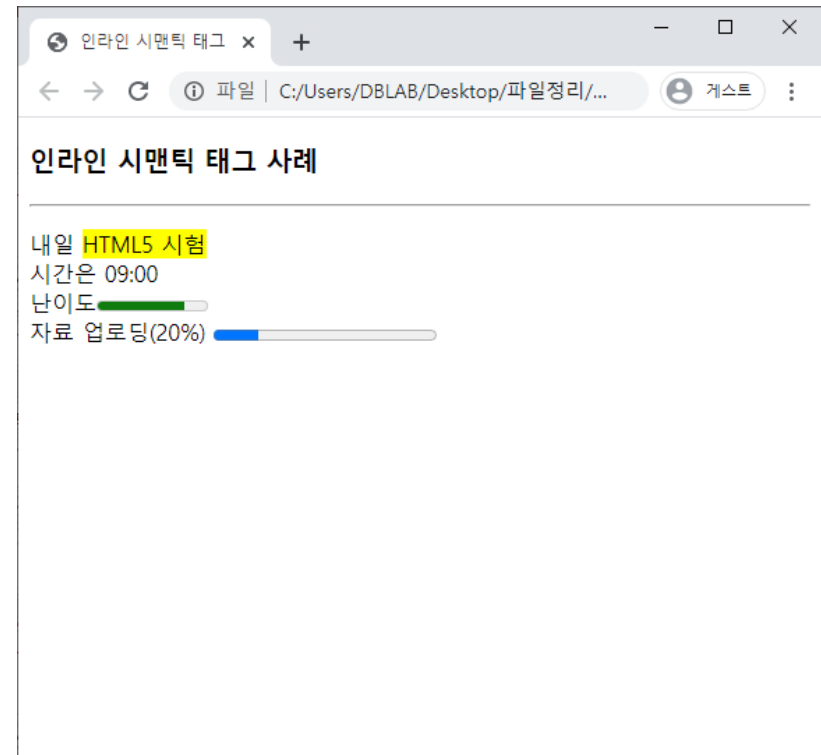 인라인 시맨틱 태그
파일 C:/Users/DBLAB/Desktop/파일정리/... 게스트
인라인 시맨틱 태그 사례
내일 HTML5 시험
시간은 09:00
난이도
자료 업로딩(20%)